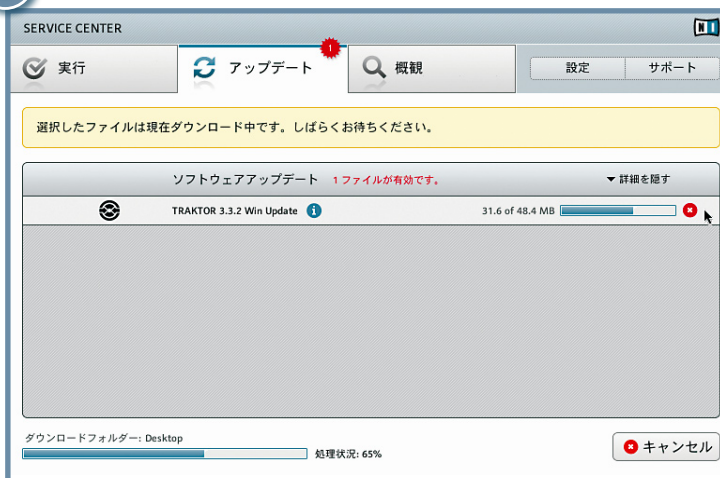 SERVICE CENTER
NI
実行
アップデート
1
概観
設定
サポート
選択したファイルは現在ダウンロード中です。しばらくお待ちください。
ソフトウェアアップデート 1 ファイルが有効です。
詳細を隠す
TRAKTOR 3.3.2 Win Update i 31.6 of 48.4 MB
ダウンロードフォルダー: Desktop
処理状況: 65%
キャンセル